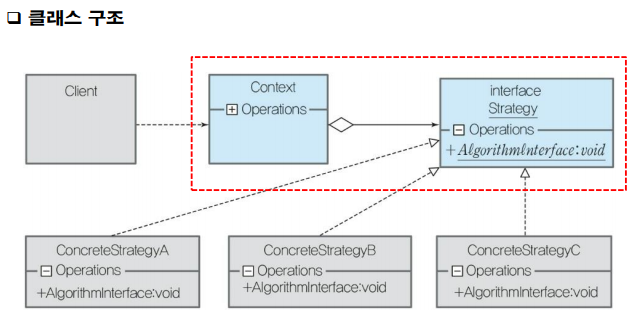 ❑ 클래스 구조
Client
Context
+ Operations
interface
Strategy
− Operations
+AlgorithmInterface:void
ConcreteStrategyA
− Operations
+AlgorithmInterface:void
ConcreteStrategyB
− Operations
+AlgorithmInterface:void
ConcreteStrategyC
− Operations
+AlgorithmInterface:void